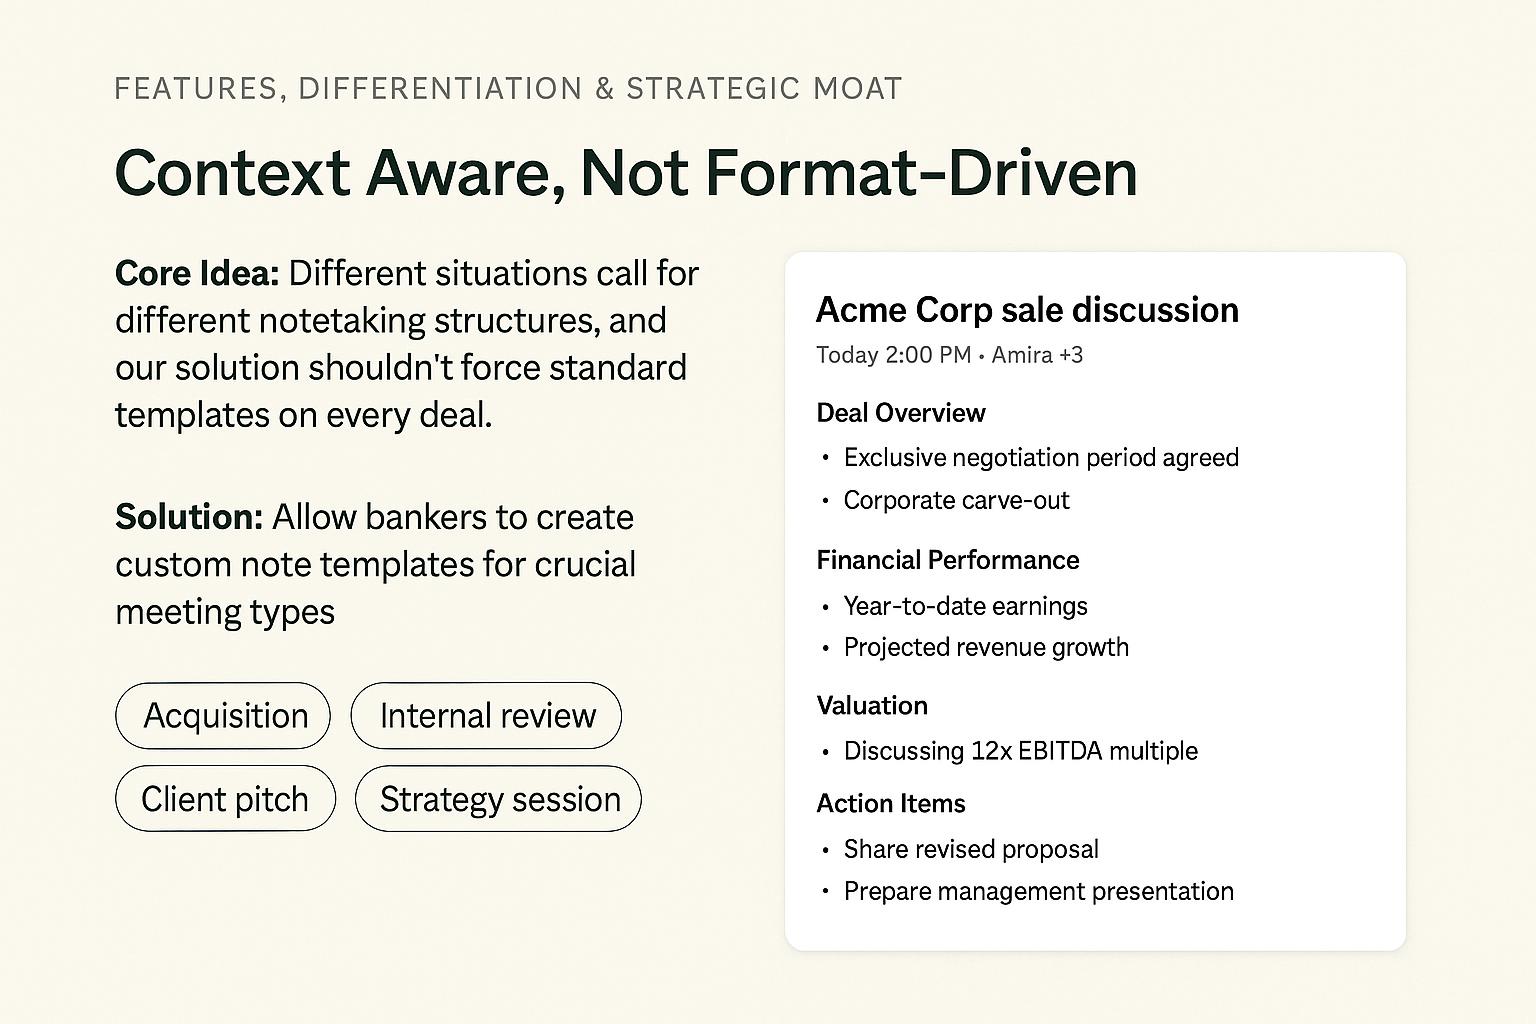 FEATURES, DIFFERENTIATION & STRATEGIC MOAT
Context Aware, Not Format-Driven
Core Idea: Different situations call for
different notetaking structures, and
our solution shouldn't force standard
templates on every deal.
Solution: Allow bankers to create
custom note templates for crucial
meeting types
Acquisition
Internal review
Client pitch
Strategy session
Acme Corp sale discussion
Today 2:00 PM • Amira +3
Deal Overview
• Exclusive negotiation period agreed
• Corporate carve-out
Financial Performance
• Year-to-date earnings
• Projected revenue growth
Valuation
• Discussing 12x EBITDA multiple
Action Items
• Share revised proposal
• Prepare management presentation